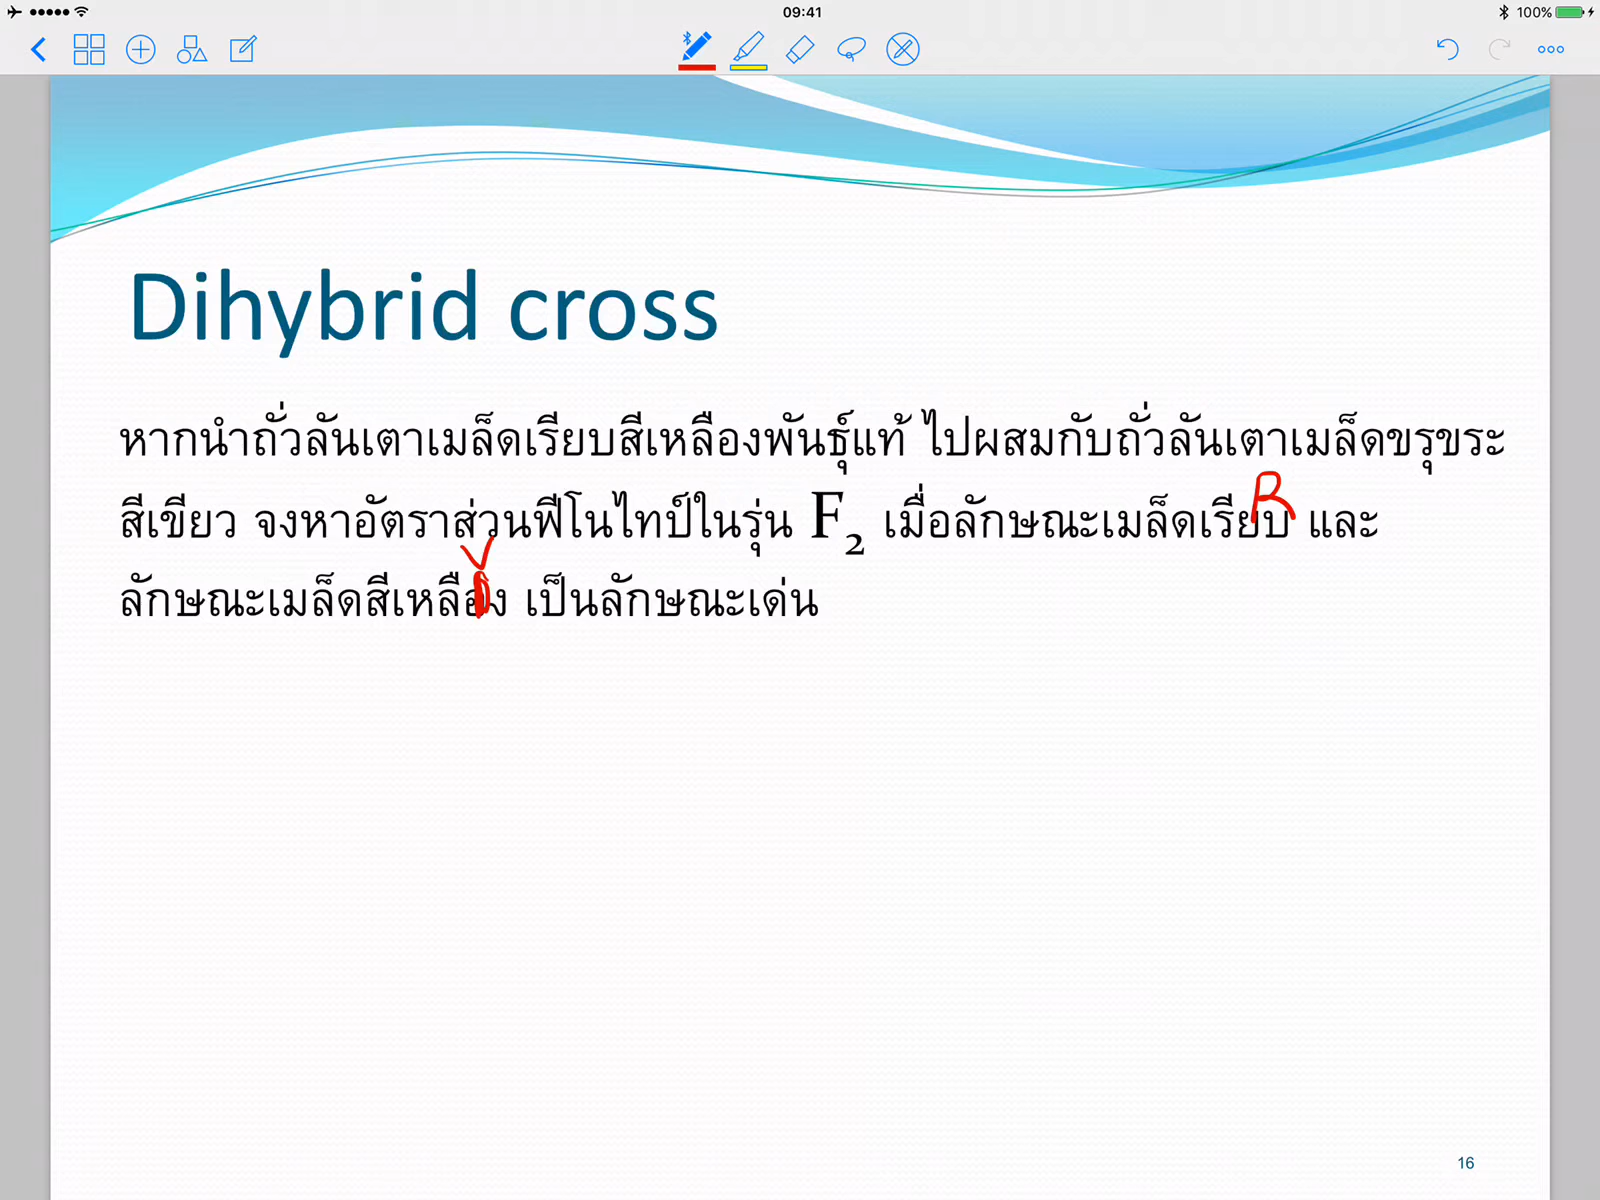 09:41
100%
Dihybrid cross
หากนำถั่วลันเตาเมล็ดเรียบสีเหลืองพันธุ์แท้ ไปผสมกับถั่วลันเตาเมล็ดขรุขระ
R
สีเขียว จงหาอัตราส่วนฟีโนไทป์ในรุ่น F₂ เมื่อลักษณะเมล็ดเรียบ และ
Y
ลักษณะเมล็ดสีเหลือง เป็นลักษณะเด่น
16